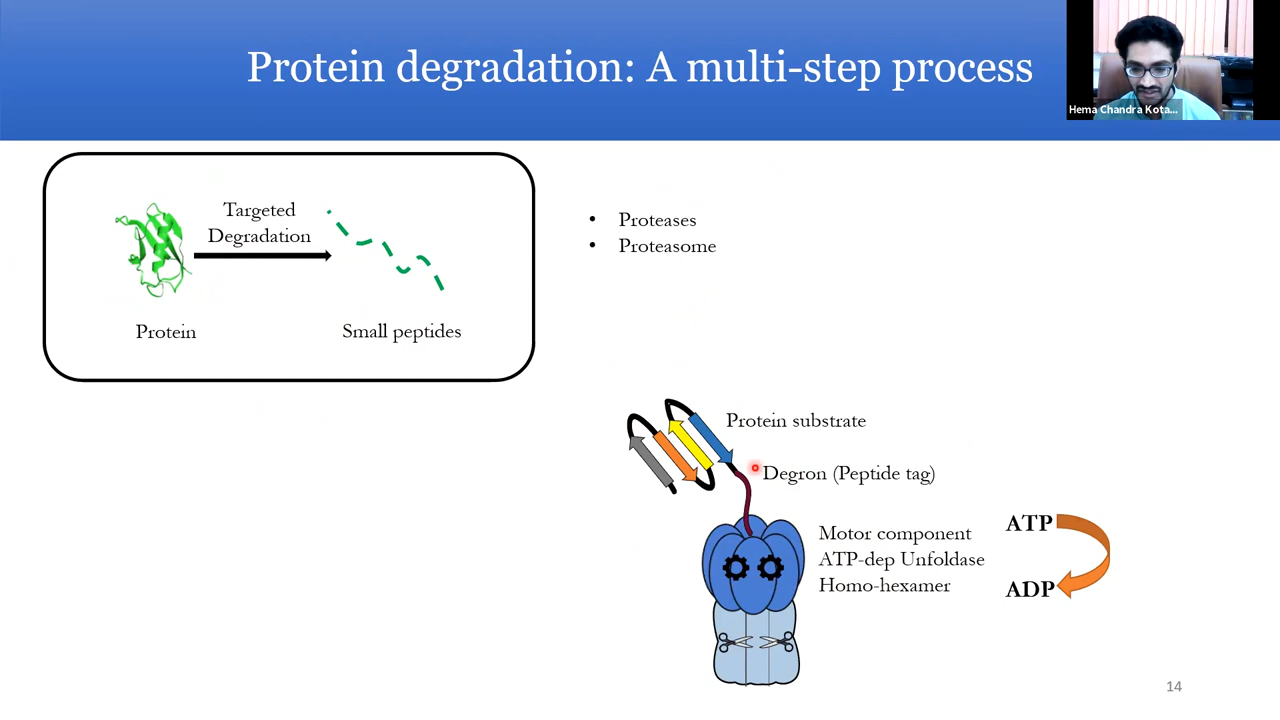 Protein degradation: A multi-step process
Hema Chandra Kota...
Targeted
Degradation
Protein
Small peptides
• Proteases
• Proteasome
Protein substrate
Degron (Peptide tag)
Motor component
ATP-dep Unfoldase
Homo-hexamer
ATP
ADP
14